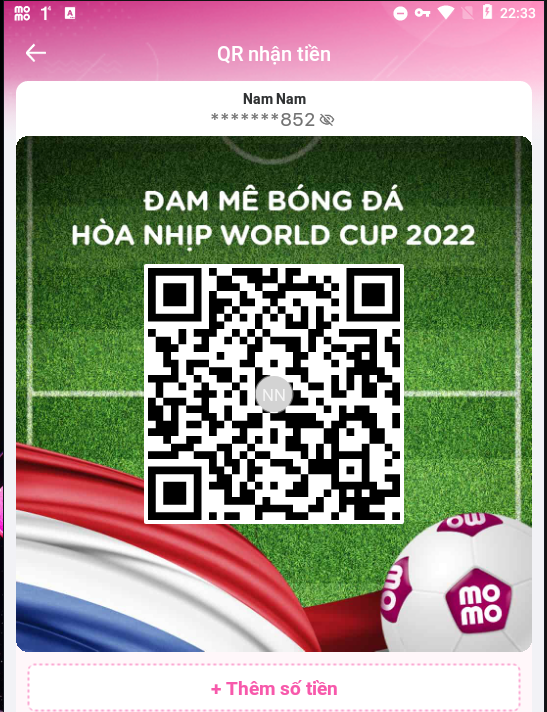 momo 1 A 22:33
QR nhận tiền
Nam Nam
*******852
ĐAM MÊ BÓNG ĐÁ
HÒA NHỊP WORLD CUP 2022
NN
mo
mo
mo
mo
mo
+ Thêm số tiền